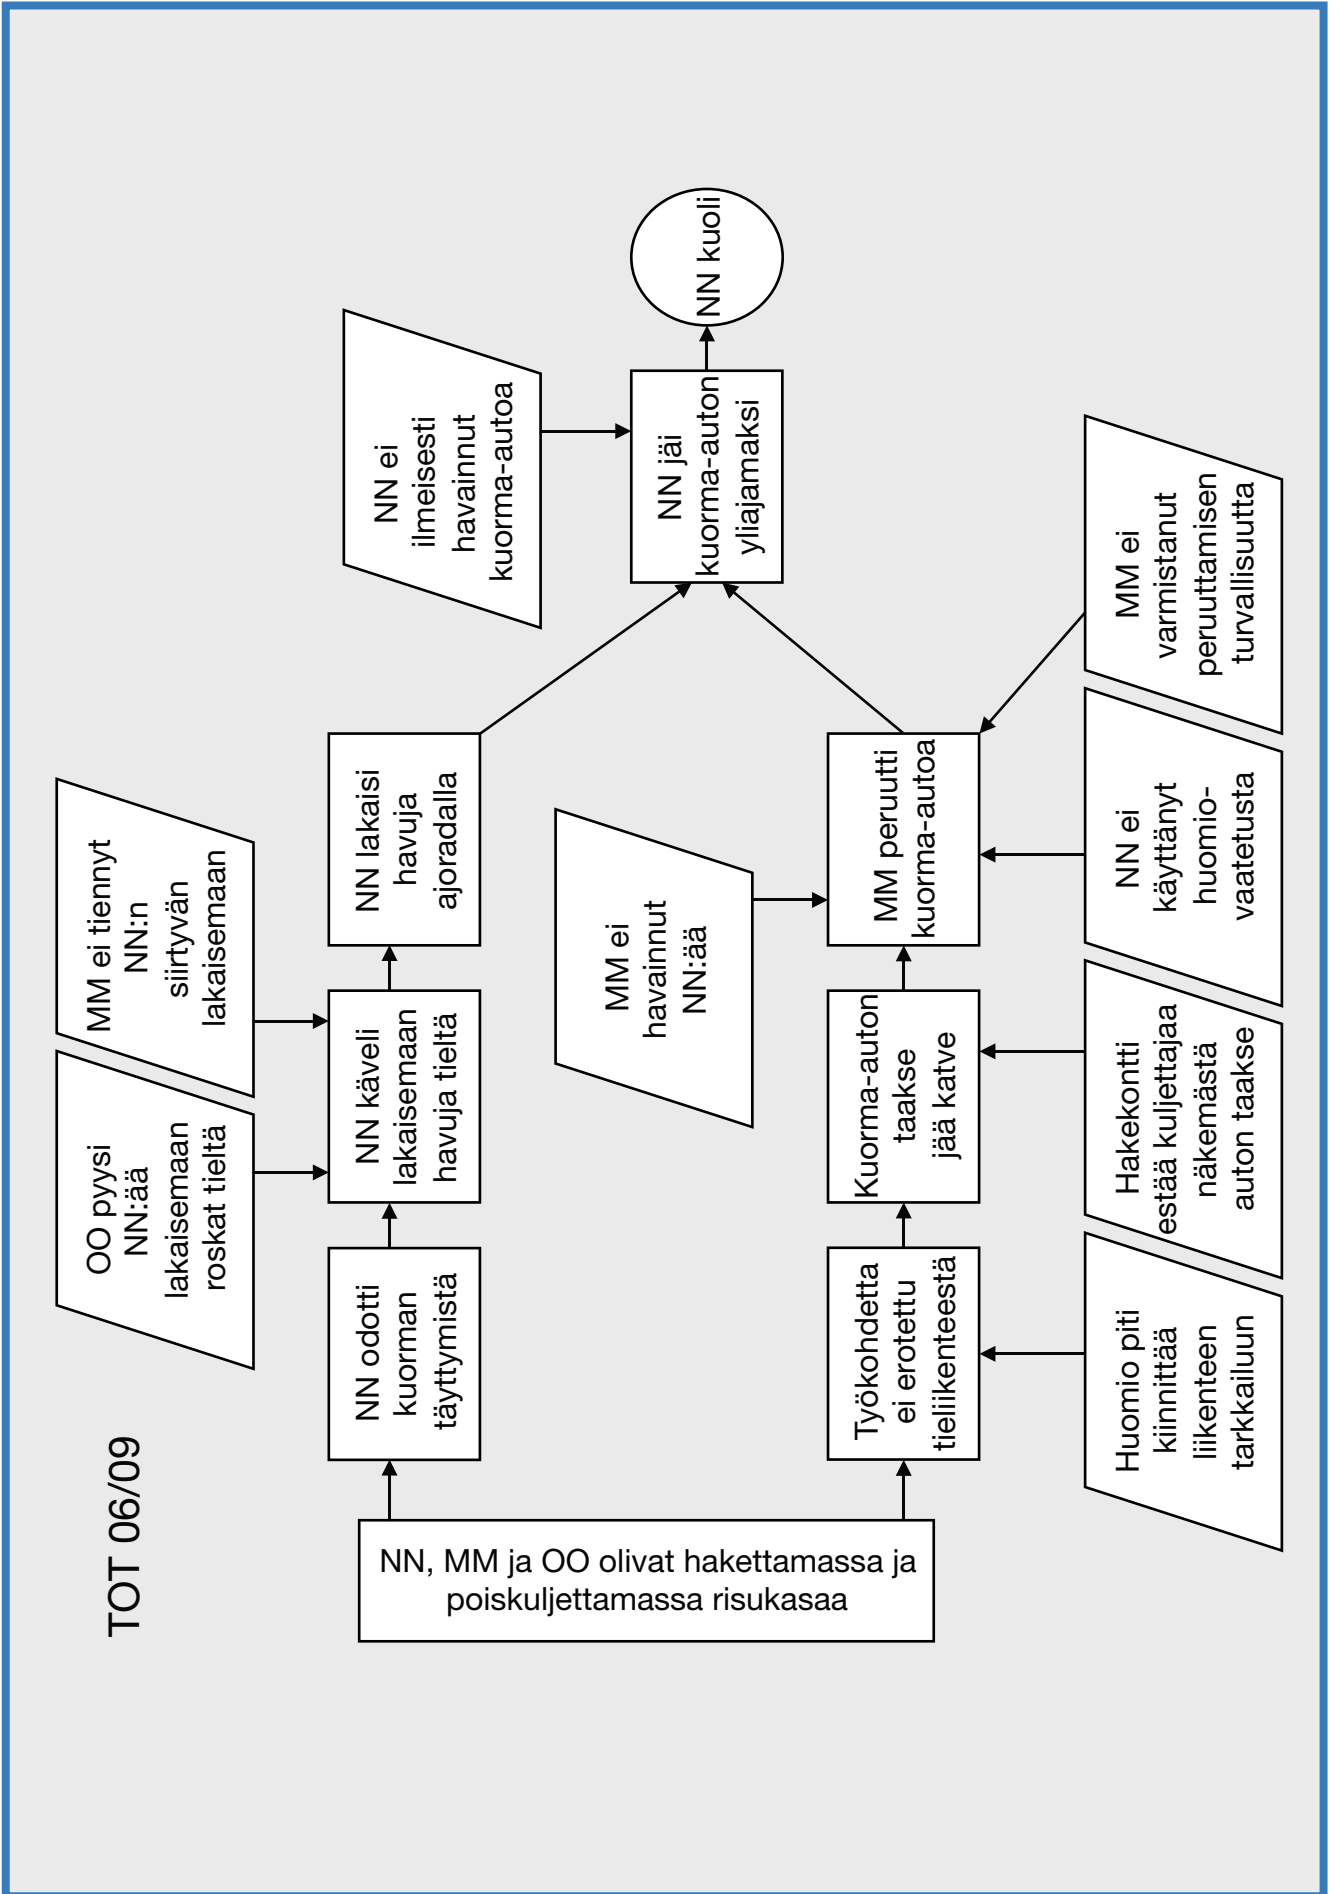 TOT 06/09
NN, MM ja OO olivat hakettamassa ja
poiskuljettamassa risukasaa
OO pyysi
NN:ää
lakaisemaan
roskat tieltä
MM ei tiennyt
NN:n
siirtyvän
lakaisemaan
NN odotti
kuorman
täyttymistä
NN käveli
lakaisemaan
havuja tieltä
NN lakaisi
havuja
ajoradalla
NN ei
ilmeisesti
havainnut
kuorma-autoa
NN jäi
kuorma-auton
yliajamaksi
NN kuoli
MM ei
havainnut
NN:ää
Työkohdetta
ei erotettu
tieliikenteestä
Kuorma-auton
taakse
jää katve
MM peruutti
kuorma-autoa
Huomio piti
kiinnittää
liikenteen
tarkkailuun
Hakekontti
estää kuljettajaa
näkemästä
auton taakse
NN ei
käyttänyt
huomio-
vaatetusta
MM ei
varmistanut
peruuttamisen
turvallisuutta